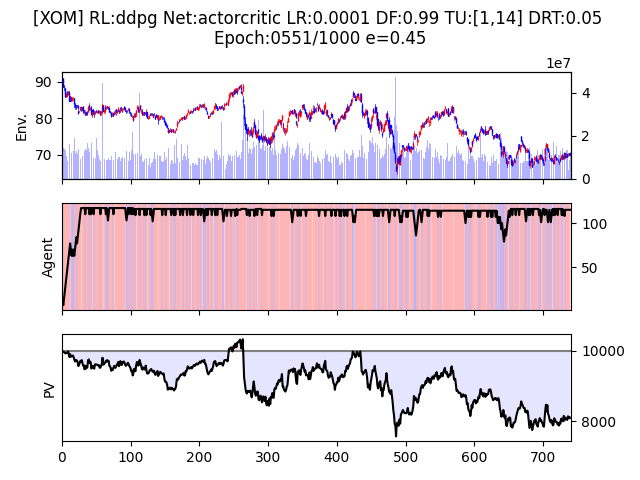 [XOM] RL:ddpg Net:actorcritic LR:0.0001 DF:0.99 TU:[1,14] DRT:0.05
Epoch:0551/1000 e=0.45
1e7
90
80
70
Env.
4
2
0
Agent
100
50
PV
10000
8000
0 100 200 300 400 500 600 700